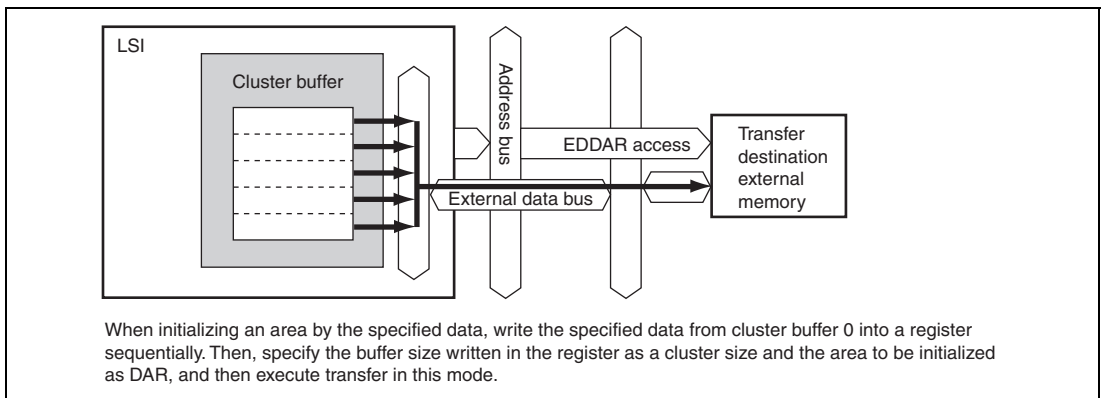 LSI
Cluster buffer
Address bus
EDDAR access
External data bus
Transfer
destination
external
memory
When initializing an area by the specified data, write the specified data from cluster buffer 0 into a register
sequentially. Then, specify the buffer size written in the register as a cluster size and the area to be initialized
as DAR, and then execute transfer in this mode.